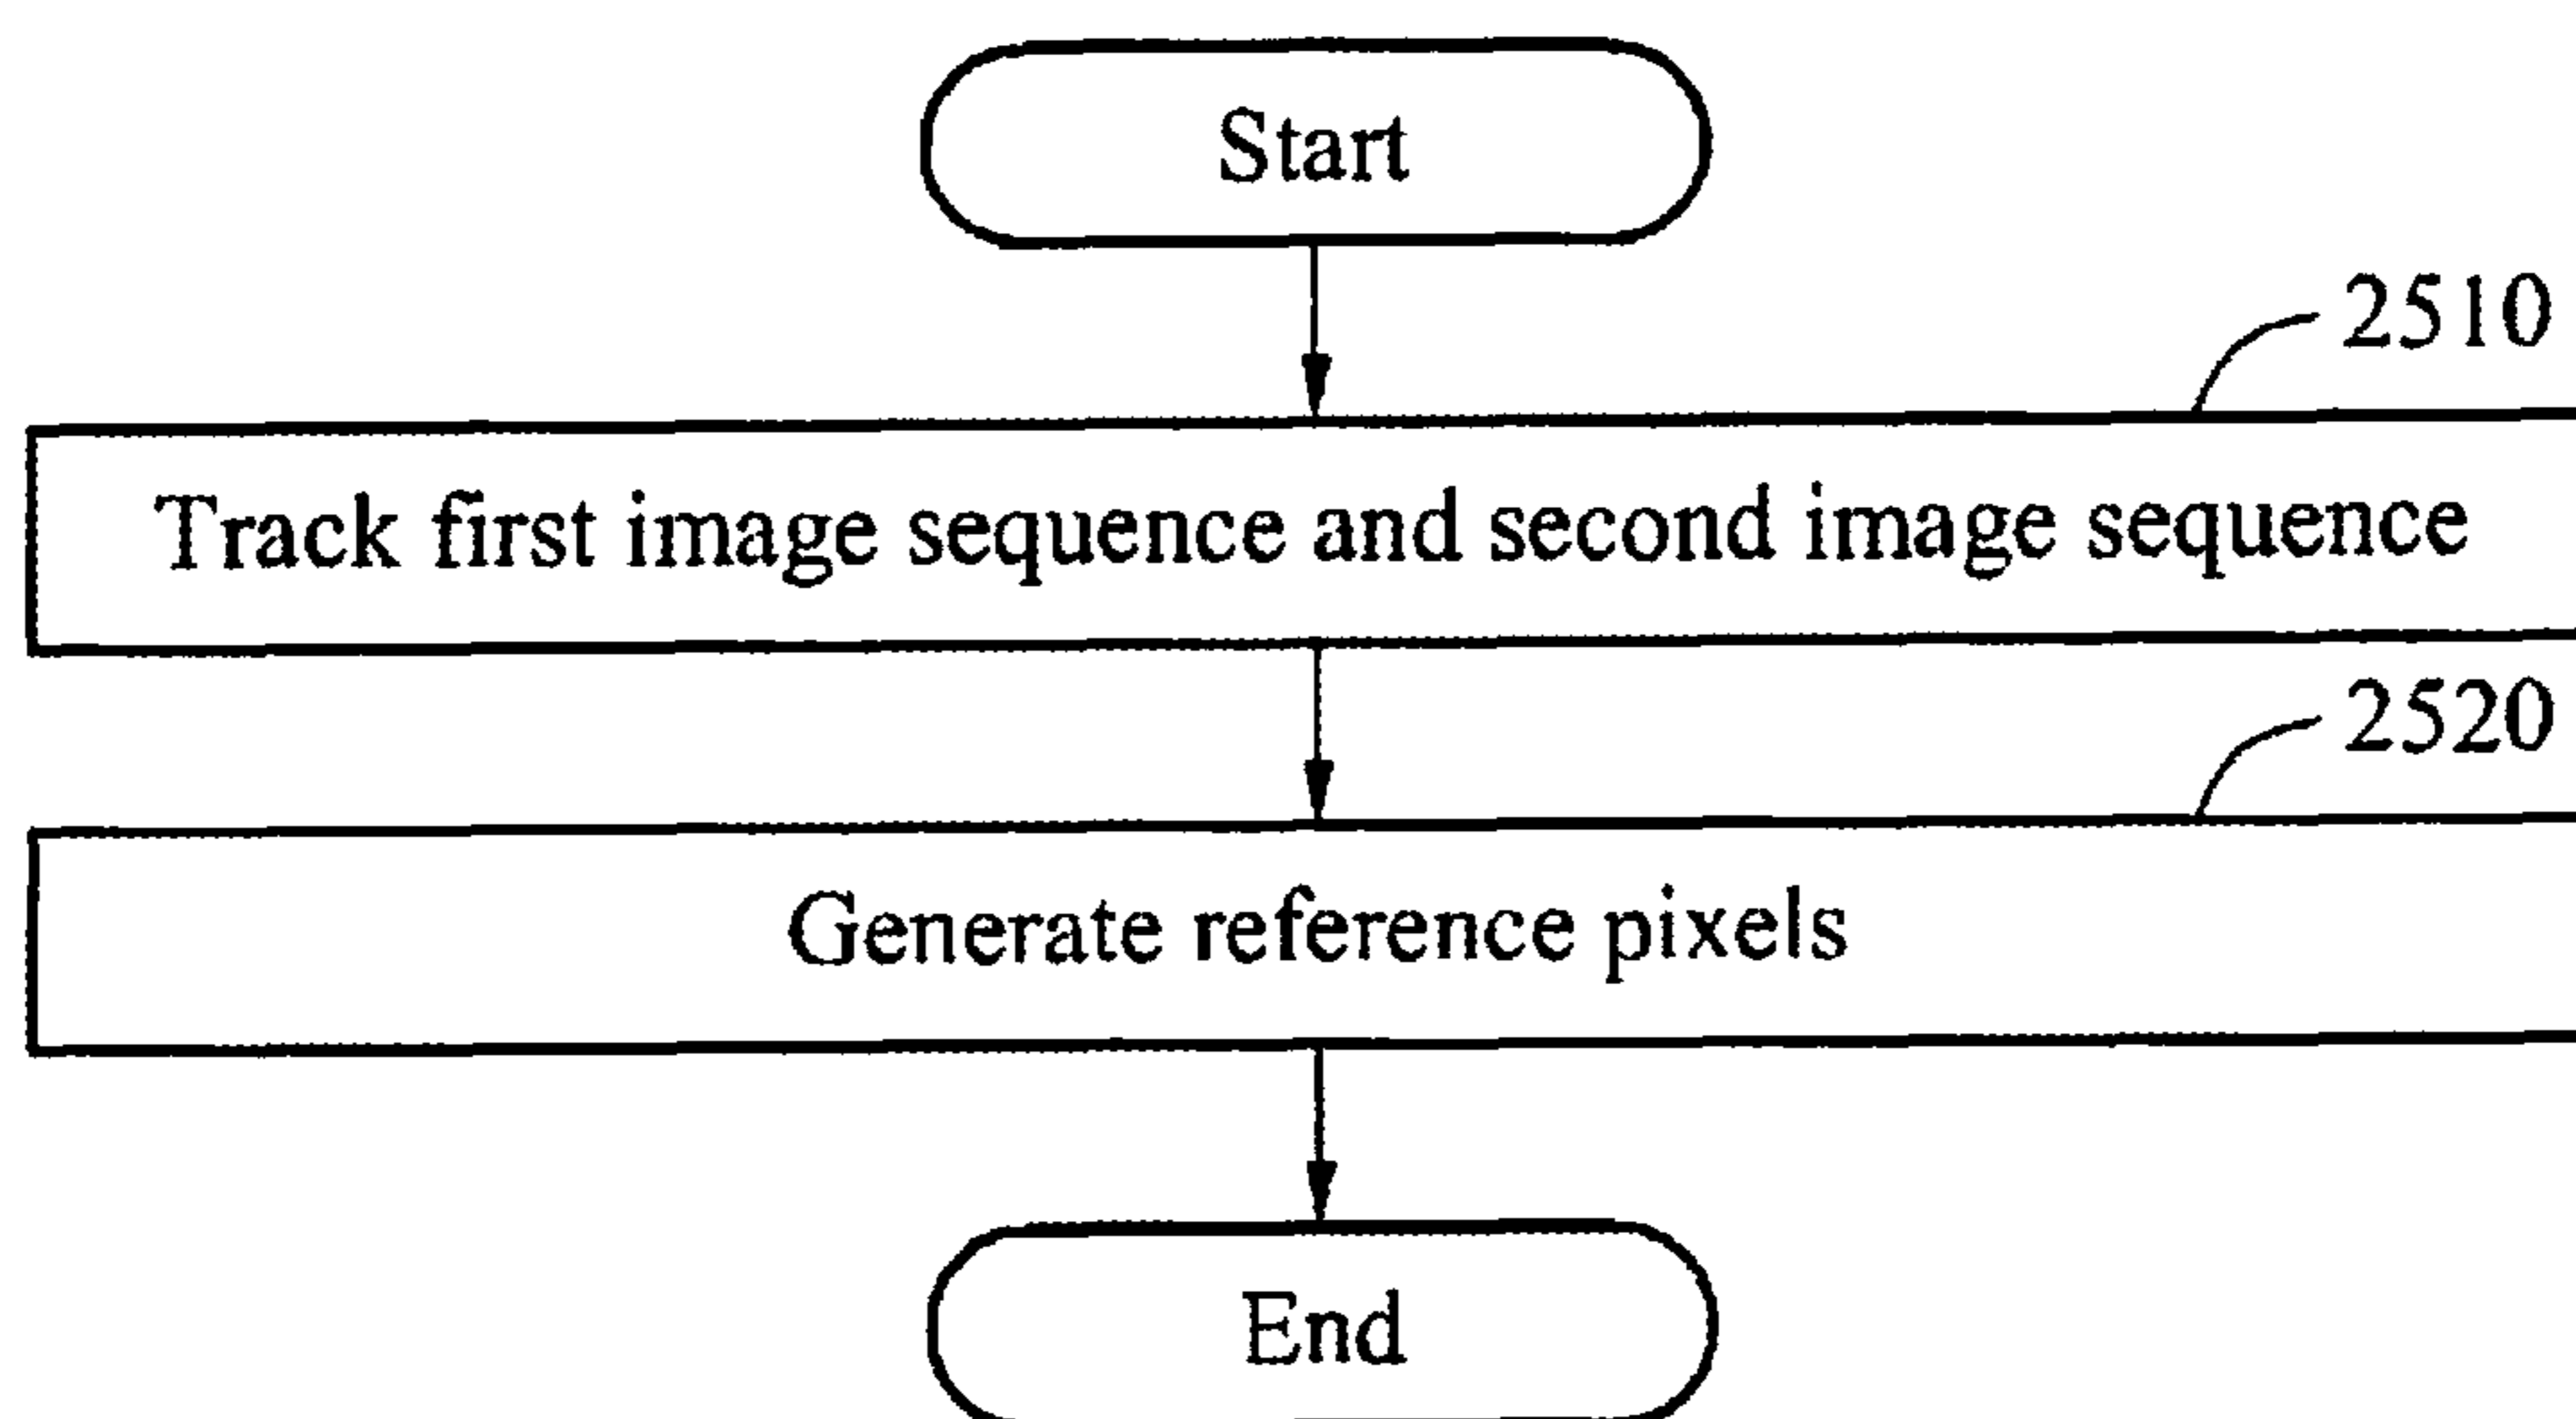 Start
2510
Track first image sequence and second image sequence
2520
Generate reference pixels
End